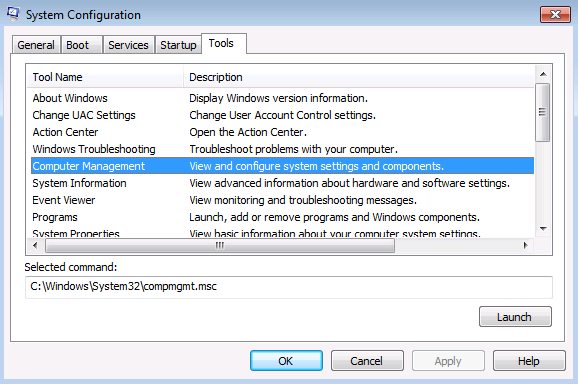 System Configuration
General Boot Services Startup Tools
Tool Name Description
About Windows Display Windows version information.
Change UAC Settings Change User Account Control settings.
Action Center Open the Action Center.
Windows Troubleshooting Troubleshoot problems with your computer.
Computer Management View and configure system settings and components.
System Information View advanced information about hardware and software settings.
Event Viewer View monitoring and troubleshooting messages.
Programs Launch, add or remove programs and Windows components.
System Properties View basic information about your computer system settings.
Selected command:
C:\Windows\System32\compmgmt.msc
Launch
OK Cancel Apply Help